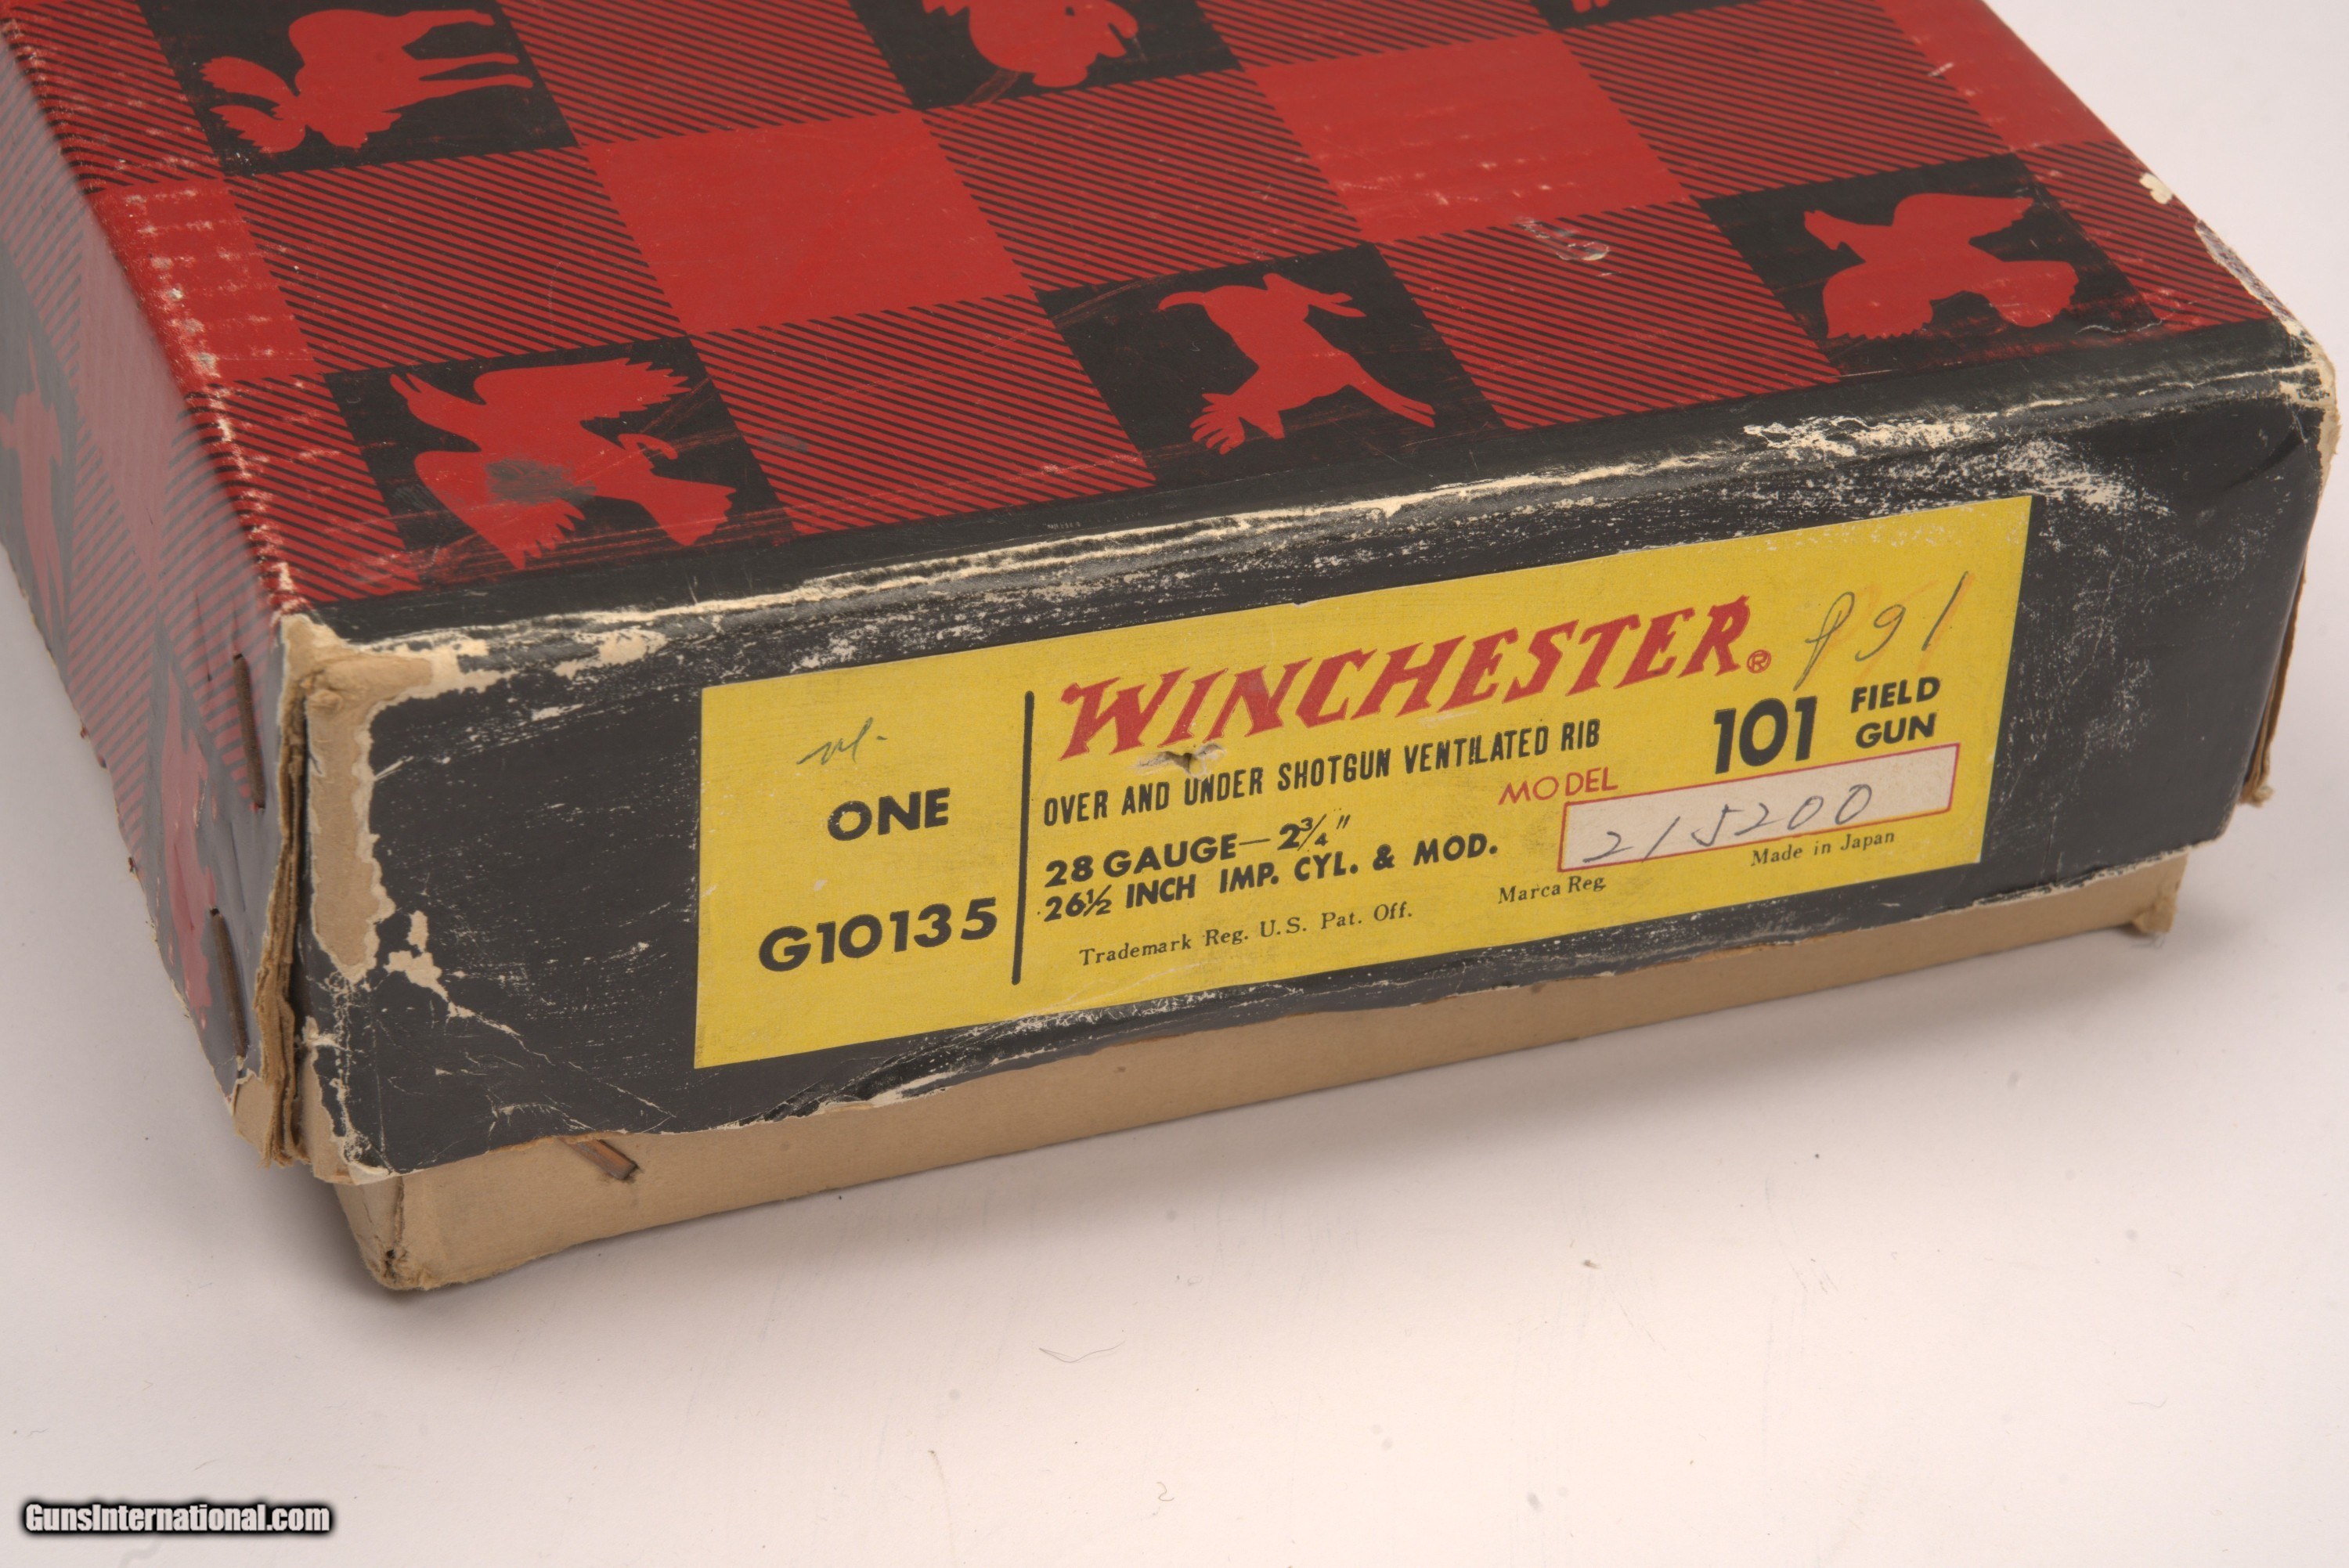 ONE
G10135
WINCHESTER®
OVER AND UNDER SHOTGUN VENTILATED RIB
28 GAUGE—2¾"
26½ INCH IMP. CYL. & MOD.
Trademark Reg. U.S. Pat. Off.
Marca Reg.
P91
MODEL 101 FIELD GUN
215200
Made in Japan
GunsInternational.com